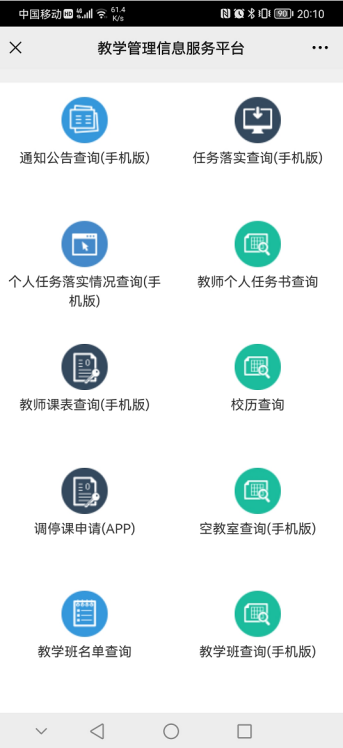 中国移动 HD 4G 61.4 K/s 90 20:10
教学管理信息服务平台
通知公告查询(手机版)
任务落实查询(手机版)
个人任务落实情况查询(手
机版)
教师个人任务书查询
教师课表查询(手机版)
校历查询
调停课申请(APP)
空教室查询(手机版)
教学班名单查询
教学班查询(手机版)